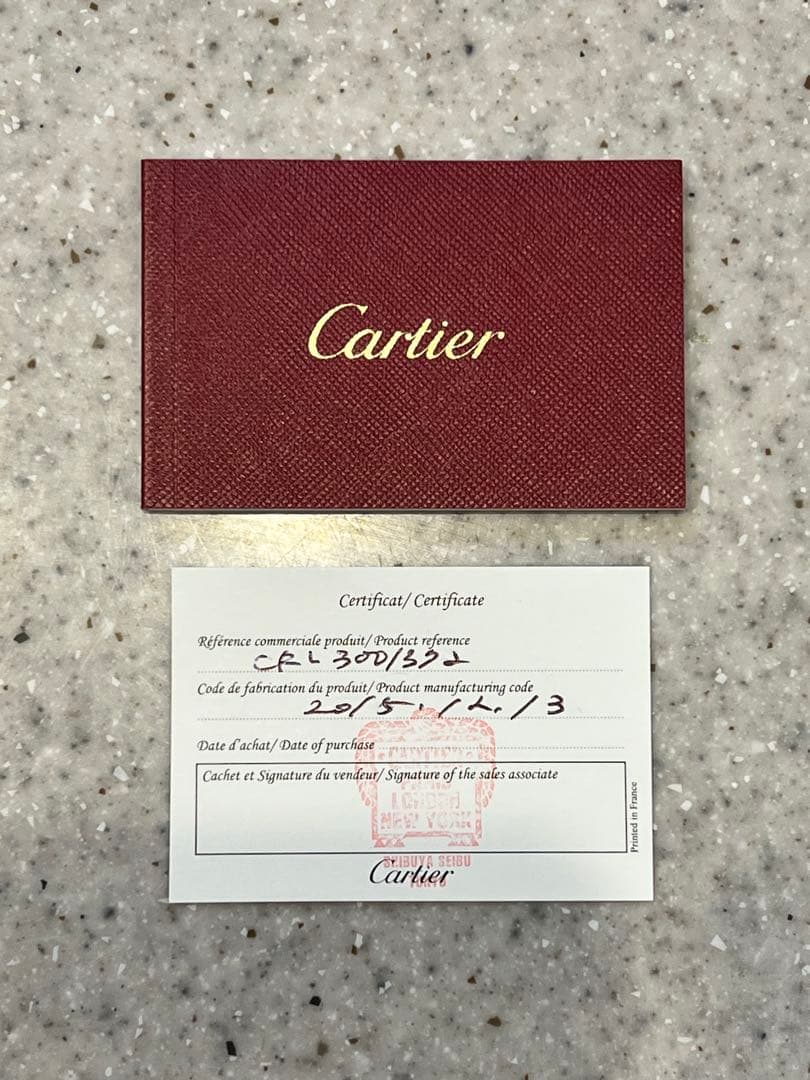 Cartier
Certificat/ Certificate
Référence commerciale produit/ Product reference
CRL300/392
Code de fabrication du produit/ Product manufacturing code
2015./2./3
Date d'achat/ Date of purchase
Cachet et Signature du vendeur/ Signature of the sales associate
CARTIER
PARIS
LONDON
NEW YORK
SHIBUYA SEIBU
TOKYO
Cartier
Printed in France